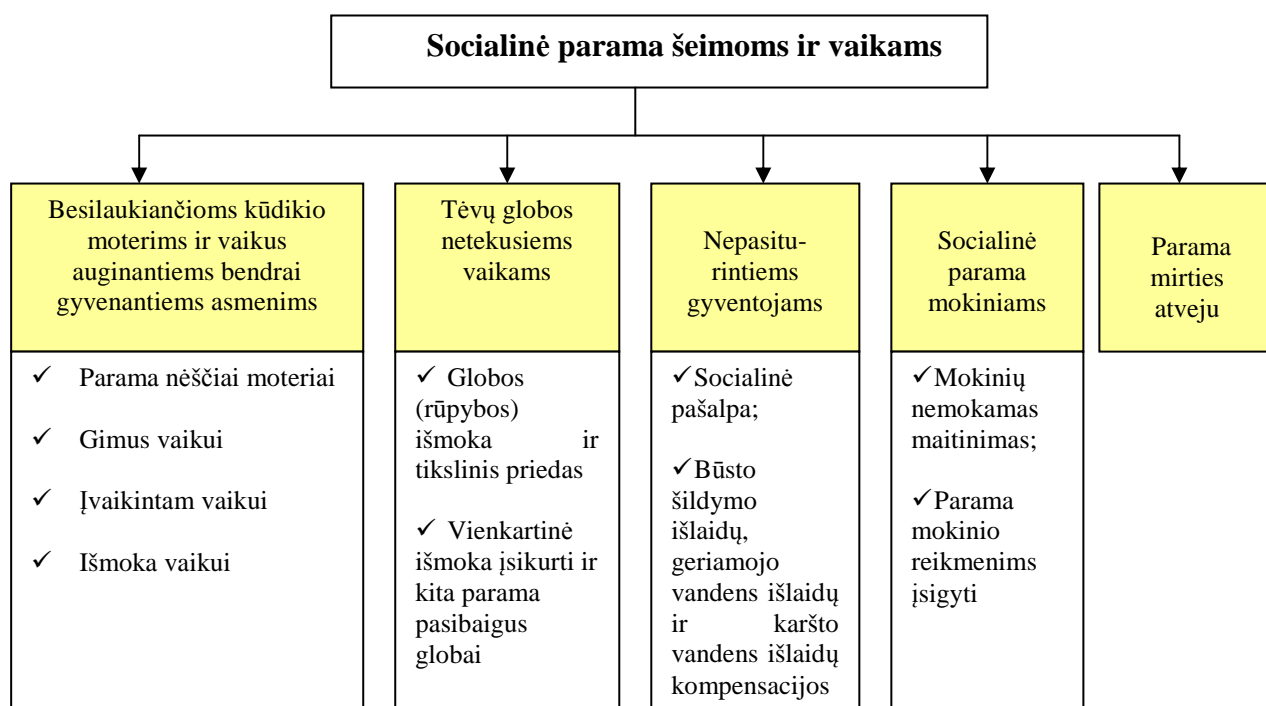 Socialinė parama šeimoms ir vaikams
Besilaukiančioms kūdikio
moterims ir vaikus
auginantiems bendrai
gyvenantiems asmenims
✓ Parama nėščiai moteriai
✓ Gimus vaikui
✓ Įvaikintam vaikui
✓ Išmoka vaikui
Tėvų globos
netekusiems
vaikams
✓ Globos
(rūpybos)
išmoka ir
tikslinis priedas
✓ Vienkartinė
išmoka įsikurti ir
kita parama
pasibaigus
globai
Nepasitu-
rintiems
gyventojams
✓Socialinė
pašalpa;
✓Būsto
šildymo
išlaidų,
geriamojo
vandens išlaidų
ir karšto
vandens išlaidų
kompensacijos
Socialinė
parama
mokiniams
✓Mokinių
nemokamas
maitinimas;
✓Parama
mokinio
reikmenims
įsigyti
Parama
mirties
atveju